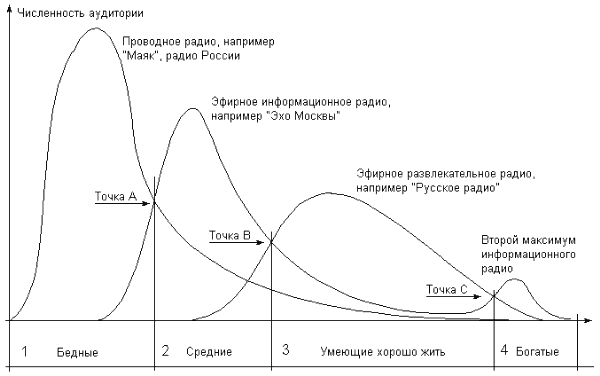 Численность аудитории
Проводное радио, например
"Маяк", радио России
Эфирное информационное радио,
например "Эхо Москвы"
Эфирное развлекательное радио,
например "Русское радио"
Точка А
Точка В
Второй максимум
информационного
радио
Точка С
1 Бедные
2 Средние
3 Умеющие хорошо жить
4 Богатые